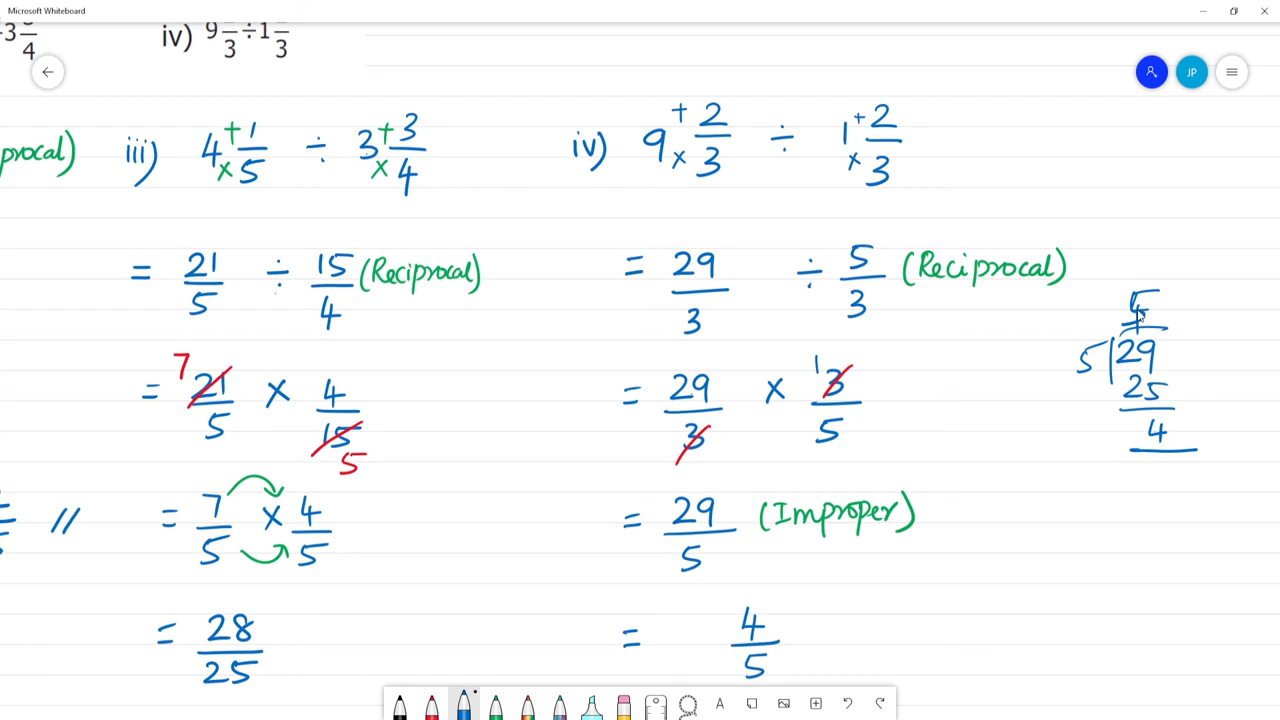 Microsoft Whiteboard
iv) 9 /3 ÷ 1 /3
4
JP
procal)
iii) 4 + × 1/5 ÷ 3 + × 3/4
= 21/5 ÷ 15/4 (Reciprocal)
= 7 21/5 × 4/15 5
= 7/5 × 4/5
= 28/25
//
iv) 9 + × 2/3 ÷ 1 + × 2/3
= 29/3 ÷ 5/3 (Reciprocal)
= 29/3 × 1 3/5
= 29/5 (Improper)
= 4/5
5
5 29
25
4
A